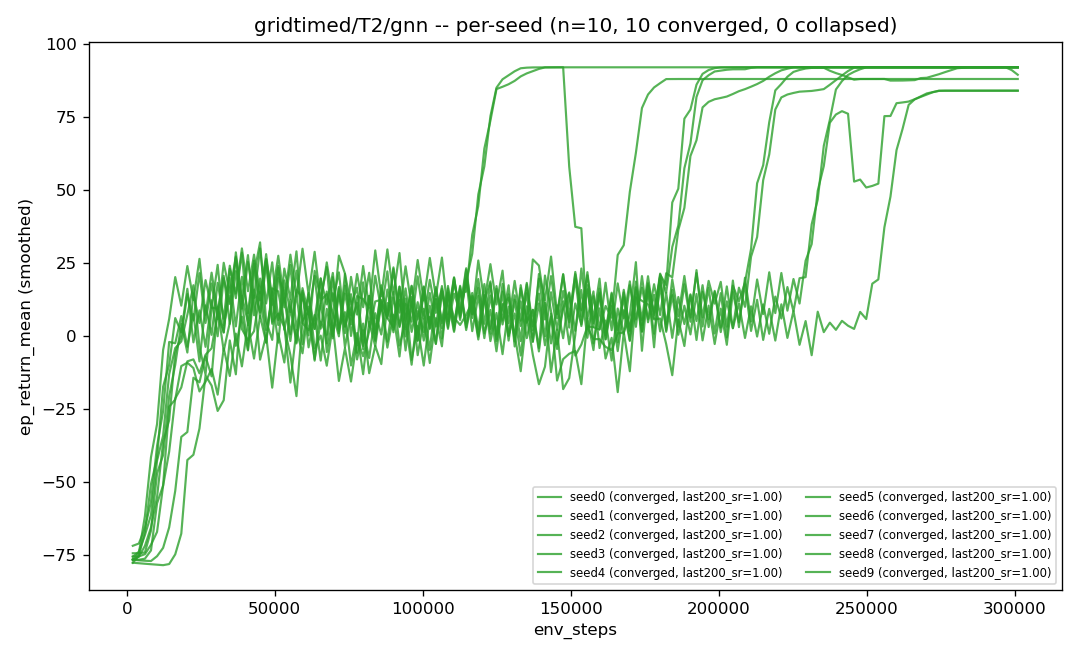 gridtimed/T2/gnn -- per-seed (n=10, 10 converged, 0 collapsed)
ep_return_mean (smoothed)
100
75
50
25
0
−25
−50
−75
seed0 (converged, last200_sr=1.00)
seed1 (converged, last200_sr=1.00)
seed2 (converged, last200_sr=1.00)
seed3 (converged, last200_sr=1.00)
seed4 (converged, last200_sr=1.00)
seed5 (converged, last200_sr=1.00)
seed6 (converged, last200_sr=1.00)
seed7 (converged, last200_sr=1.00)
seed8 (converged, last200_sr=1.00)
seed9 (converged, last200_sr=1.00)
0 50000 100000 150000 200000 250000 300000
env_steps